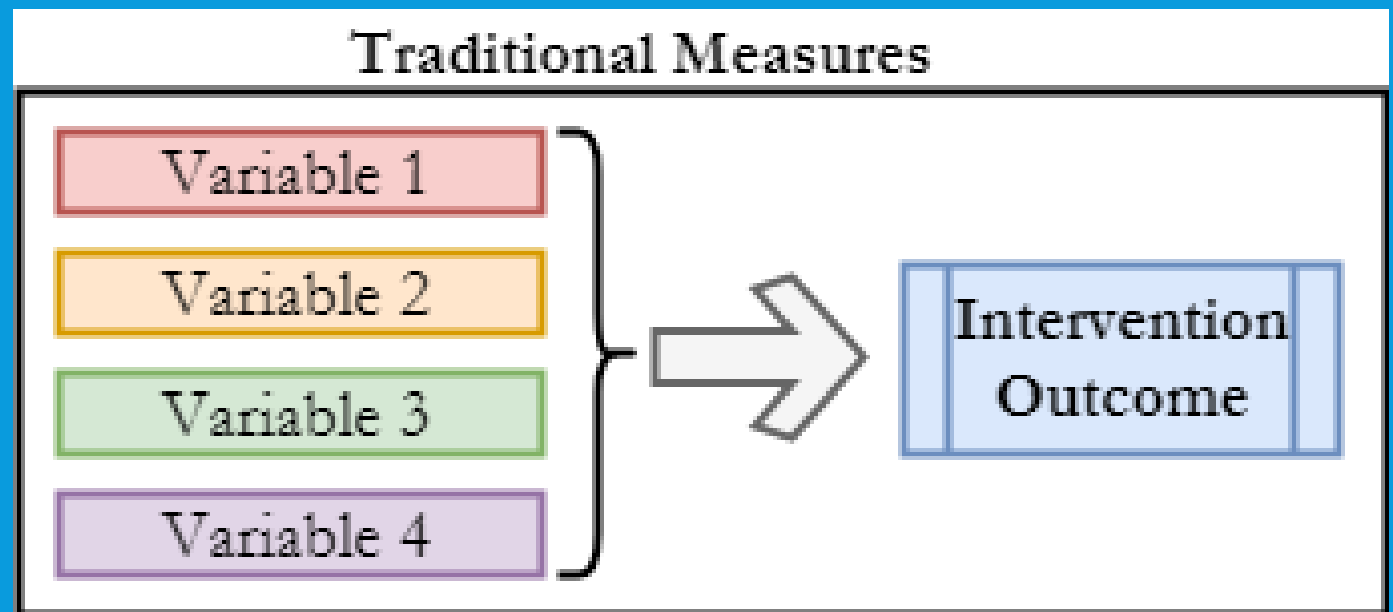 Traditional Measures
Variable 1
Variable 2
Variable 3
Variable 4
Intervention
Outcome